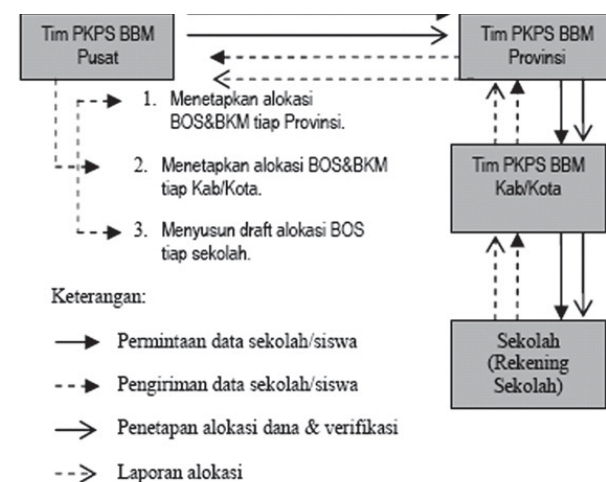 Tim PKPS BBM
Pusat
Tim PKPS BBM
Provinsi
1. Menetapkan alokasi
BOS&BKM tiap Provinsi.
2. Menetapkan alokasi BOS&BKM
tiap Kab/Kota.
3. Menyusun draft alokasi BOS
tiap sekolah.
Tim PKPS BBM
Kab/Kota
Keterangan:
Permintaan data sekolah/siswa
Pengiriman data sekolah/siswa
Penetapan alokasi dana & verifikasi
Laporan alokasi
Sekolah
(Rekening
Sekolah)